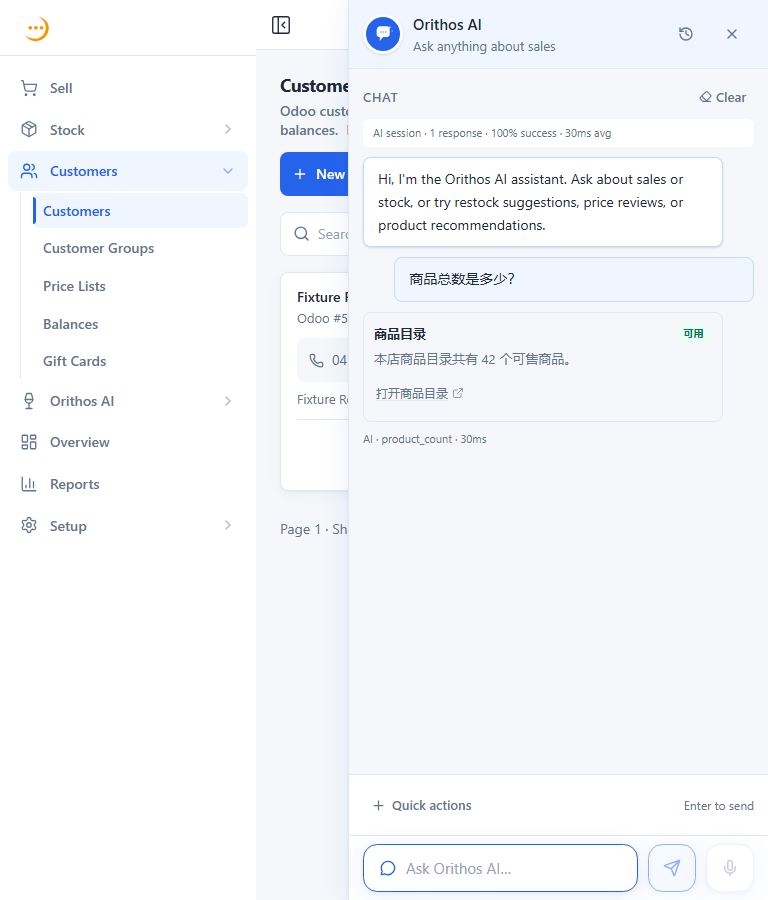 Sell
Stock
Customers
Customers
Customer Groups
Price Lists
Balances
Gift Cards
Orithos AI
Overview
Reports
Setup
Odoo
balances.
New
Odoo #5
04
Fixture
Page 1 · Sh
Orithos AI
Ask anything about sales
CHAT
Clear
AI session · 1 response · 100% success · 30ms avg
Hi, I'm the Orithos AI assistant. Ask about sales or
stock, or try restock suggestions, price reviews, or
product recommendations.
商品总数是多少?
商品目录
可用
本店商品目录共有 42 个可售商品。
打开商品目录
AI · product_count · 30ms
Quick actions
Enter to send
Ask Orithos AI...